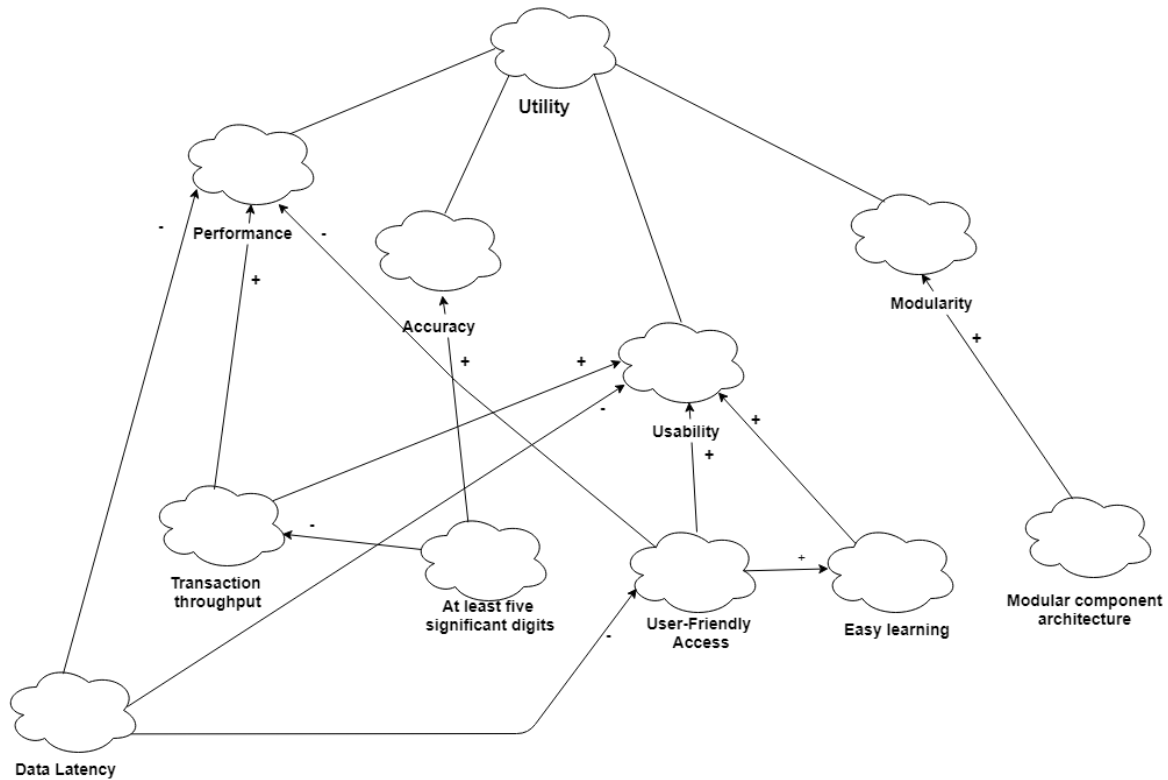 Utility
-
Performance
-
+
Modularity
Accuracy
+
+
+
-
+
Usability
+
-
+
Transaction
throughput
At least five
significant digits
User-Friendly
Access
-
Easy learning
Modular component
architecture
Data Latency